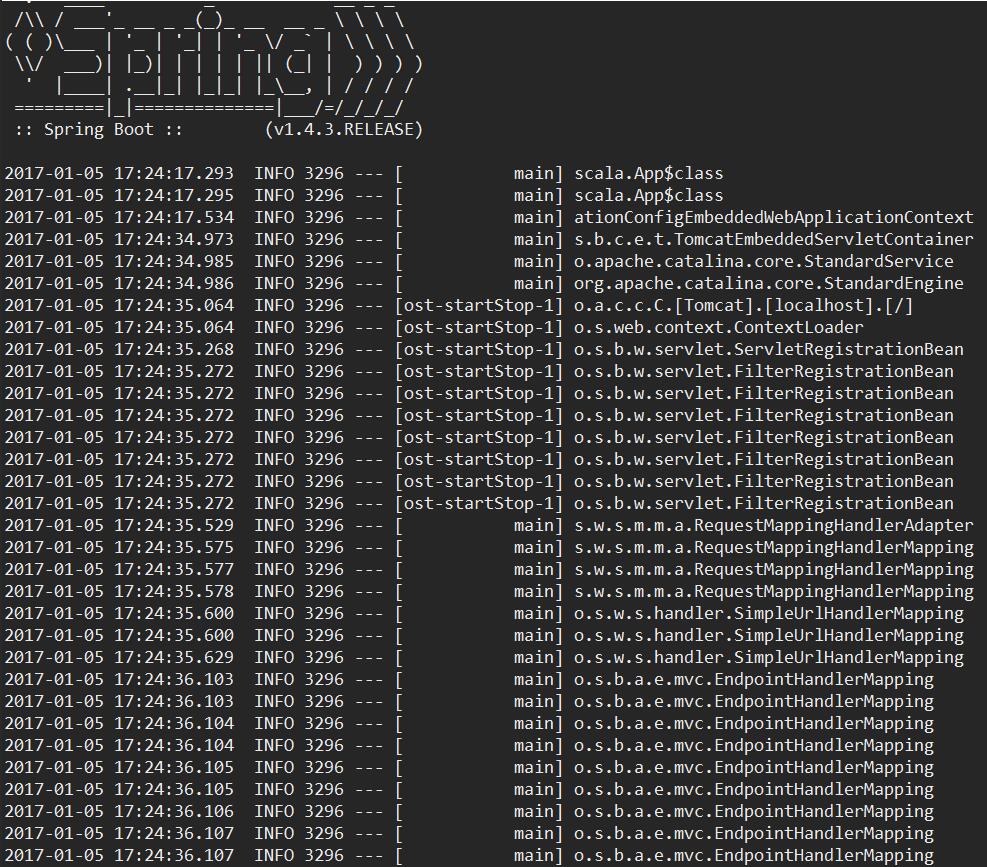 .   ____          _            __ _ _
 /\\ / ___'_ __ _ _(_)_ __  __ _ \ \ \ \
( ( )\___ | '_ | '_| | '_ \/ _` | \ \ \ \
 \\/  ___)| |_)| | | | | || (_| |  ) ) ) )
  '  |____| .__|_| |_|_| |_\__, | / / / /
 =========|_|==============|___/=/_/_/_/
 :: Spring Boot ::        (v1.4.3.RELEASE)
2017-01-05 17:24:17.293  INFO 3296 --- [           main] scala.App$class
2017-01-05 17:24:17.295  INFO 3296 --- [           main] scala.App$class
2017-01-05 17:24:17.534  INFO 3296 --- [           main] ationConfigEmbeddedWebApplicationContext
2017-01-05 17:24:34.973  INFO 3296 --- [           main] s.b.c.e.t.TomcatEmbeddedServletContainer
2017-01-05 17:24:34.985  INFO 3296 --- [           main] o.apache.catalina.core.StandardService
2017-01-05 17:24:34.986  INFO 3296 --- [           main] org.apache.catalina.core.StandardEngine
2017-01-05 17:24:35.064  INFO 3296 --- [ost-startStop-1] o.a.c.c.C.[Tomcat].[localhost].[/]
2017-01-05 17:24:35.064  INFO 3296 --- [ost-startStop-1] o.s.web.context.ContextLoader
2017-01-05 17:24:35.268  INFO 3296 --- [ost-startStop-1] o.s.b.w.servlet.ServletRegistrationBean
2017-01-05 17:24:35.272  INFO 3296 --- [ost-startStop-1] o.s.b.w.servlet.FilterRegistrationBean
2017-01-05 17:24:35.272  INFO 3296 --- [ost-startStop-1] o.s.b.w.servlet.FilterRegistrationBean
2017-01-05 17:24:35.272  INFO 3296 --- [ost-startStop-1] o.s.b.w.servlet.FilterRegistrationBean
2017-01-05 17:24:35.272  INFO 3296 --- [ost-startStop-1] o.s.b.w.servlet.FilterRegistrationBean
2017-01-05 17:24:35.272  INFO 3296 --- [ost-startStop-1] o.s.b.w.servlet.FilterRegistrationBean
2017-01-05 17:24:35.272  INFO 3296 --- [ost-startStop-1] o.s.b.w.servlet.FilterRegistrationBean
2017-01-05 17:24:35.272  INFO 3296 --- [ost-startStop-1] o.s.b.w.servlet.FilterRegistrationBean
2017-01-05 17:24:35.529  INFO 3296 --- [           main] s.w.s.m.m.a.RequestMappingHandlerAdapter
2017-01-05 17:24:35.575  INFO 3296 --- [           main] s.w.s.m.m.a.RequestMappingHandlerMapping
2017-01-05 17:24:35.577  INFO 3296 --- [           main] s.w.s.m.m.a.RequestMappingHandlerMapping
2017-01-05 17:24:35.578  INFO 3296 --- [           main] s.w.s.m.m.a.RequestMappingHandlerMapping
2017-01-05 17:24:35.600  INFO 3296 --- [           main] o.s.w.s.handler.SimpleUrlHandlerMapping
2017-01-05 17:24:35.600  INFO 3296 --- [           main] o.s.w.s.handler.SimpleUrlHandlerMapping
2017-01-05 17:24:35.629  INFO 3296 --- [           main] o.s.w.s.handler.SimpleUrlHandlerMapping
2017-01-05 17:24:36.103  INFO 3296 --- [           main] o.s.b.a.e.mvc.EndpointHandlerMapping
2017-01-05 17:24:36.103  INFO 3296 --- [           main] o.s.b.a.e.mvc.EndpointHandlerMapping
2017-01-05 17:24:36.104  INFO 3296 --- [           main] o.s.b.a.e.mvc.EndpointHandlerMapping
2017-01-05 17:24:36.104  INFO 3296 --- [           main] o.s.b.a.e.mvc.EndpointHandlerMapping
2017-01-05 17:24:36.105  INFO 3296 --- [           main] o.s.b.a.e.mvc.EndpointHandlerMapping
2017-01-05 17:24:36.105  INFO 3296 --- [           main] o.s.b.a.e.mvc.EndpointHandlerMapping
2017-01-05 17:24:36.106  INFO 3296 --- [           main] o.s.b.a.e.mvc.EndpointHandlerMapping
2017-01-05 17:24:36.107  INFO 3296 --- [           main] o.s.b.a.e.mvc.EndpointHandlerMapping
2017-01-05 17:24:36.107  INFO 3296 --- [           main] o.s.b.a.e.mvc.EndpointHandlerMapping